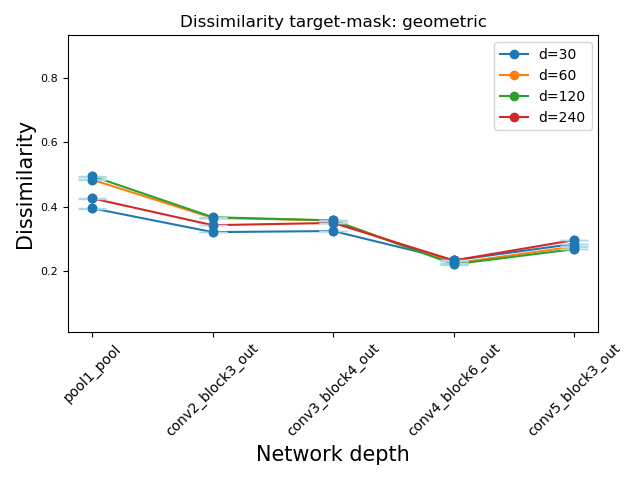 Dissimilarity target-mask: geometric
d=30
d=60
d=120
d=240
Dissimilarity
0.8
0.6
0.4
0.2
pool1_pool
conv2_block3_out
conv3_block4_out
conv4_block6_out
conv5_block3_out
Network depth